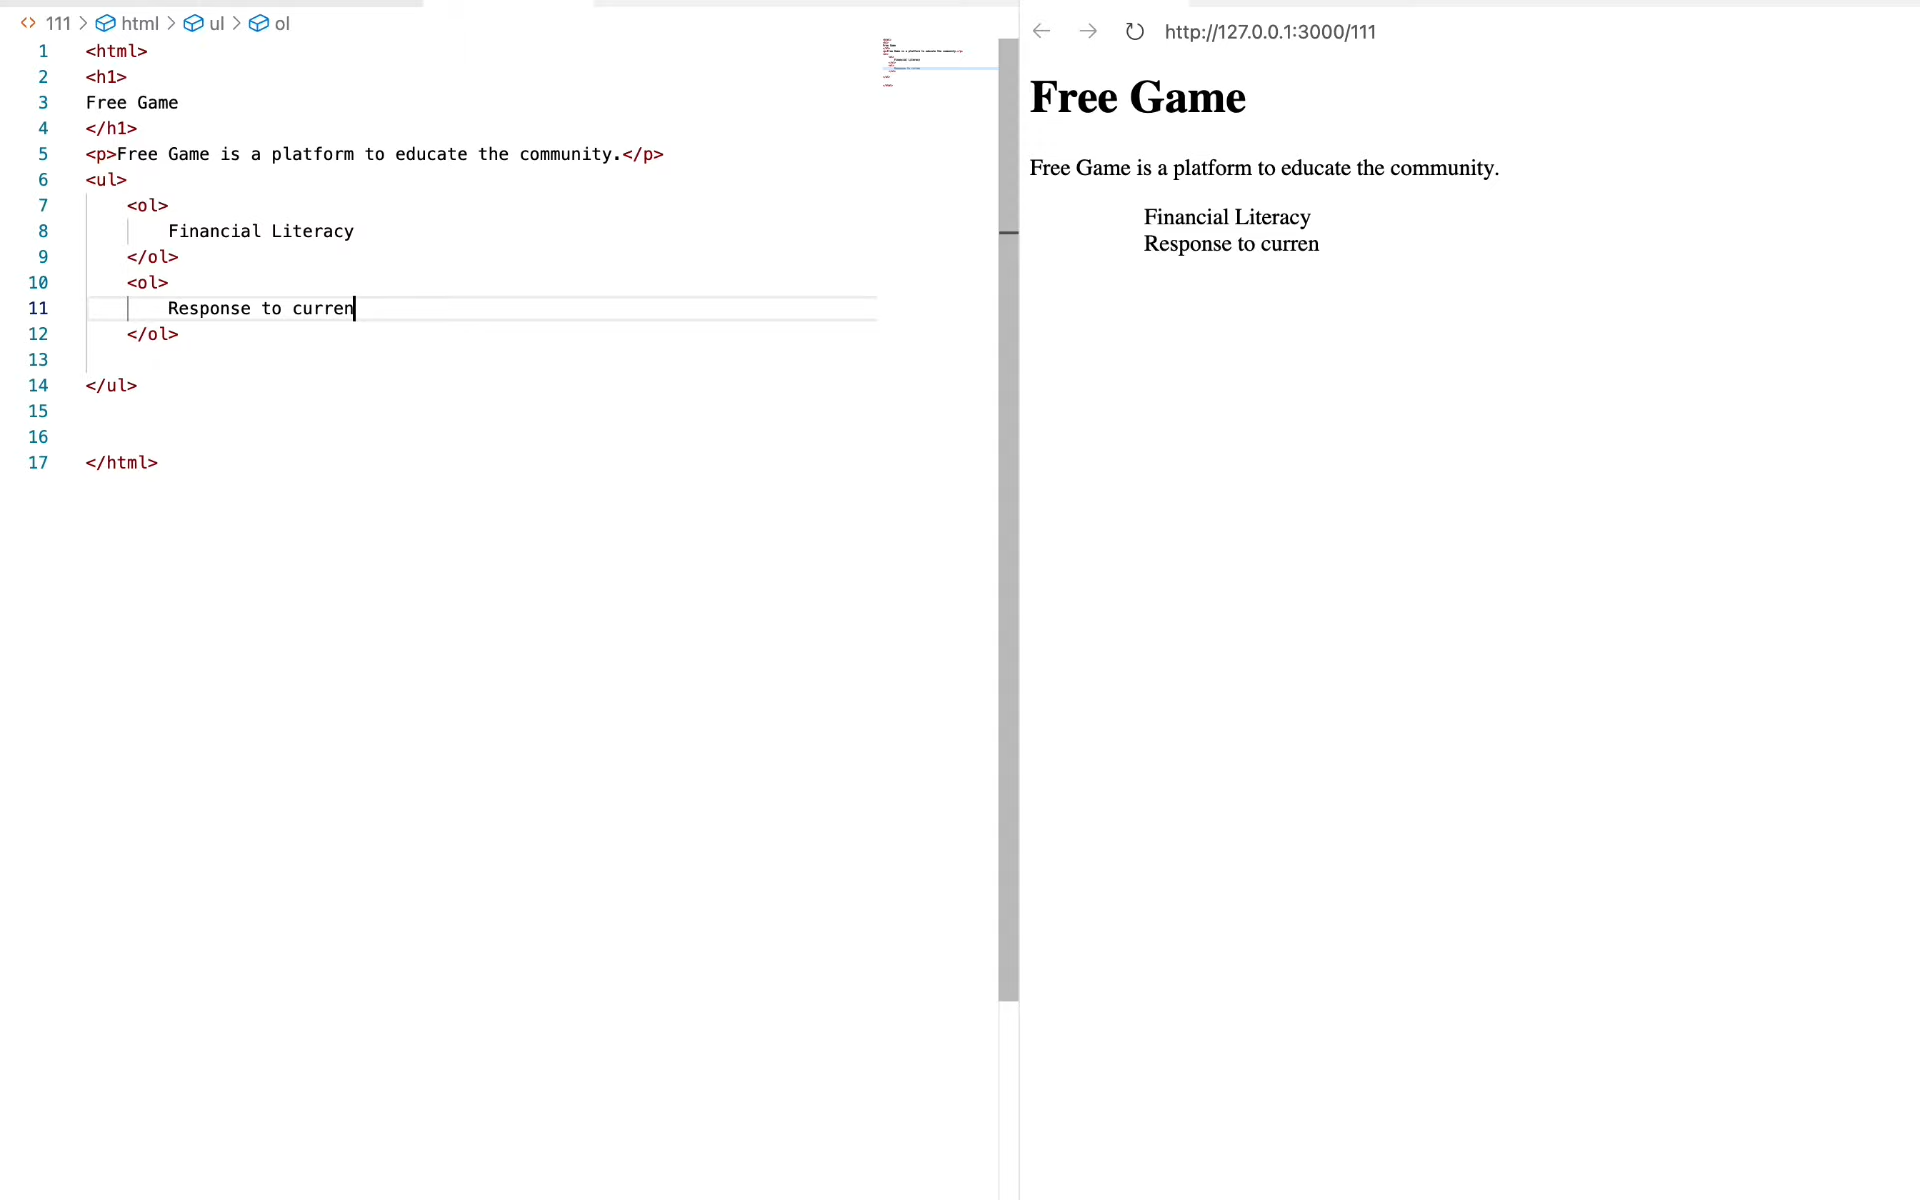 111 > html > ul > ol
1 <html>
2 <h1>
3 Free Game
4 </h1>
5 <p>Free Game is a platform to educate the community.</p>
6 <ul>
7 <ol>
8 Financial Literacy
9 </ol>
10 <ol>
11 Response to curren
12 </ol>
13
14 </ul>
15
16
17 </html>
http://127.0.0.1:3000/111
Free Game
Free Game is a platform to educate the community.
Financial Literacy
Response to curren